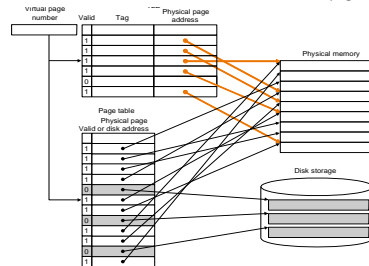 Virtual page
number
Valid
Tag
Physical page
address
1
1
1
1
0
1
Physical memory
Page table
Physical page
Valid or disk address
1
1
1
1
0
1
1
0
1
1
0
1
Disk storage